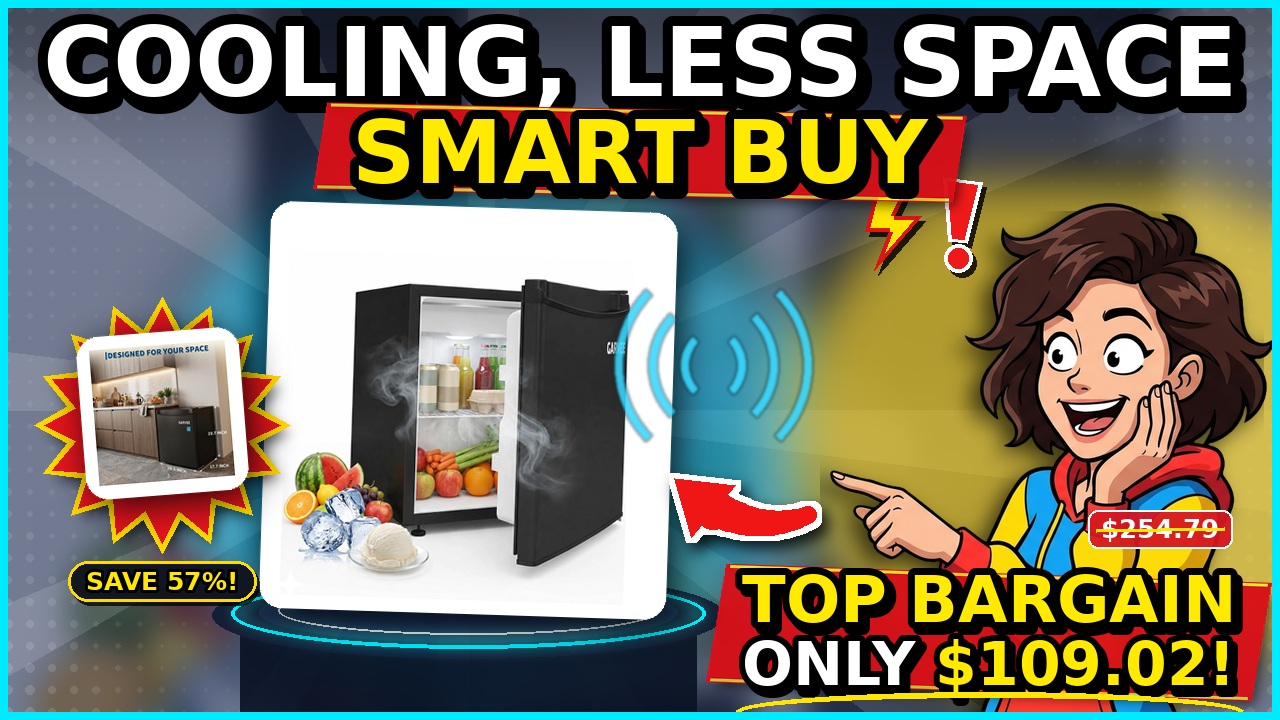 COOLING, LESS SPACE
SMART BUY
DESIGNED FOR YOUR SPACE
SAVE 57%!
$254.79
TOP BARGAIN
ONLY $109.02!